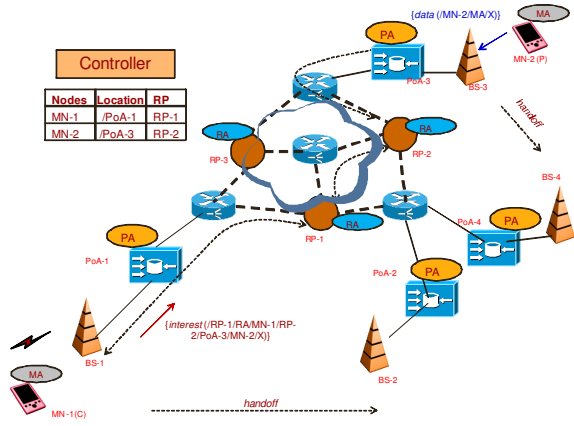 {data (/MN-2/MA/X)}
MA
PA
MN-2 (P)
Controller
PoA-3
BS-3
Nodes Location RP
MN-1 /PoA-1 RP-1
MN-2 /PoA-3 RP-2
handoff
RA
RA
RP-2
RP-3
BS-4
PA
PoA-4
RP-1
RA
PA
PoA-1
PoA-2
PA
{interest (/RP-1/RA/MN-1/RP-
2/PoA-3/MN-2/X)}
BS-1
BS-2
MA
handoff
MN-1(C)